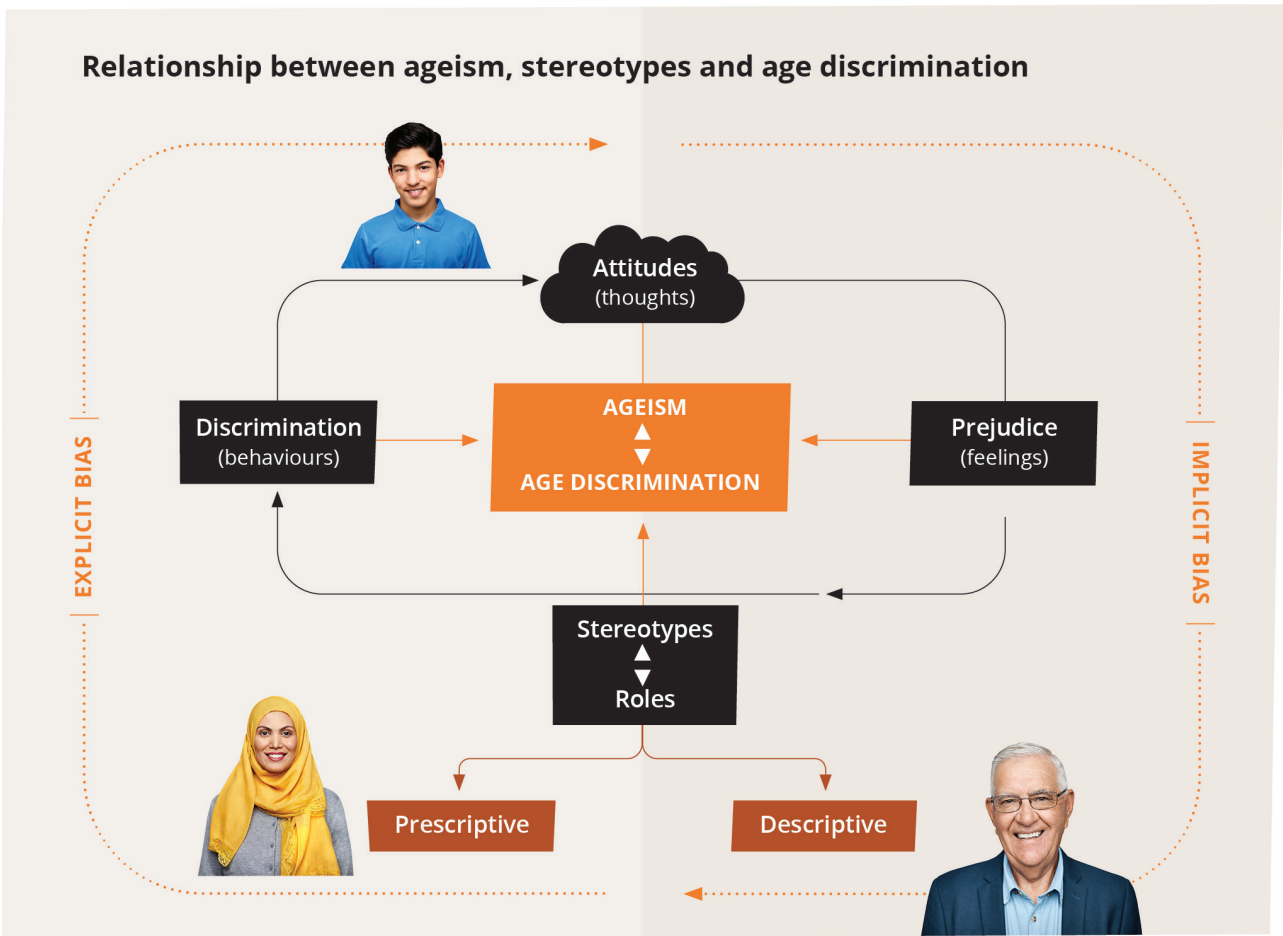 Relationship between ageism, stereotypes and age discrimination
Attitudes
(thoughts)
Discrimination
(behaviours)
AGEISM
AGE DISCRIMINATION
Prejudice
(feelings)
EXPLICIT BIAS
IMPLICIT BIAS
Stereotypes
Roles
Prescriptive
Descriptive